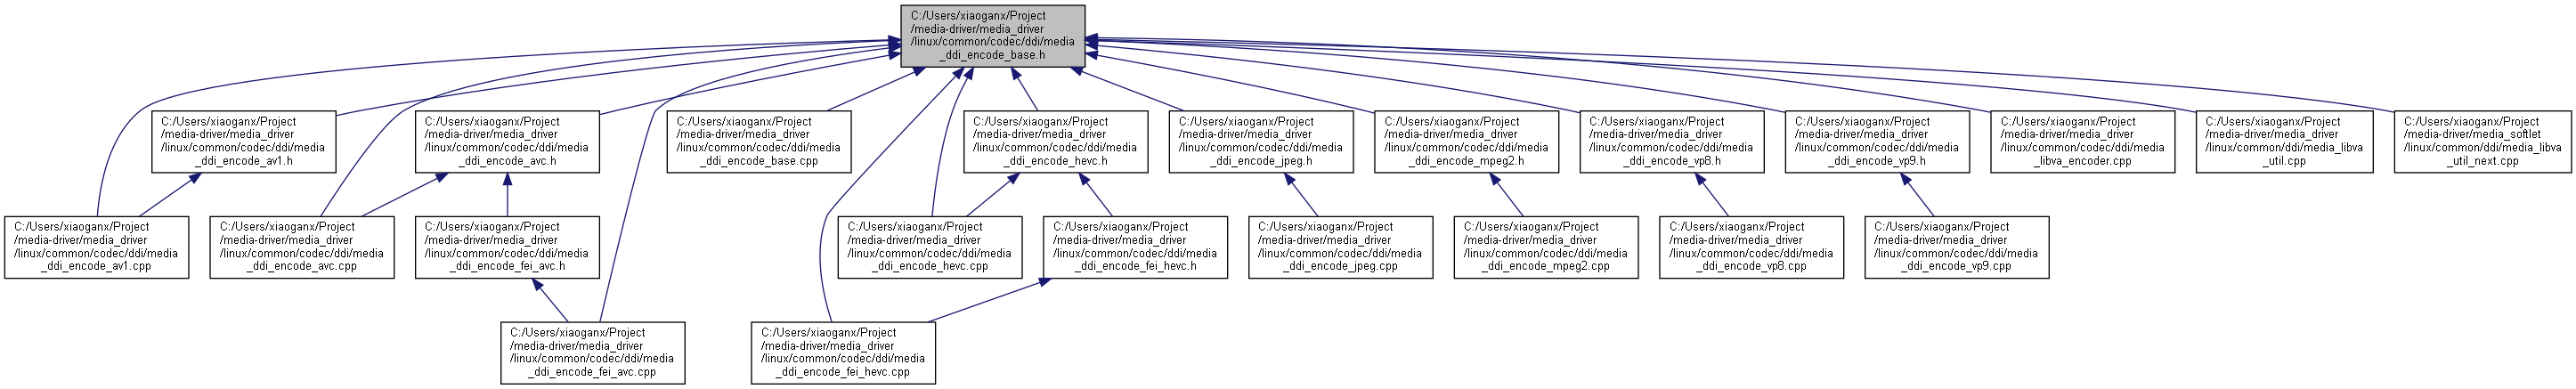 C:/Users/xiaoganx/Project
/media-driver/media_driver
/linux/common/codec/ddi/media
_ddi_encode_base.h
C:/Users/xiaoganx/Project
/media-driver/media_driver
/linux/common/codec/ddi/media
_ddi_encode_av1.h
C:/Users/xiaoganx/Project
/media-driver/media_driver
/linux/common/codec/ddi/media
_ddi_encode_avc.h
C:/Users/xiaoganx/Project
/media-driver/media_driver
/linux/common/codec/ddi/media
_ddi_encode_base.cpp
C:/Users/xiaoganx/Project
/media-driver/media_driver
/linux/common/codec/ddi/media
_ddi_encode_hevc.h
C:/Users/xiaoganx/Project
/media-driver/media_driver
/linux/common/codec/ddi/media
_ddi_encode_jpeg.h
C:/Users/xiaoganx/Project
/media-driver/media_driver
/linux/common/codec/ddi/media
_ddi_encode_mpeg2.h
C:/Users/xiaoganx/Project
/media-driver/media_driver
/linux/common/codec/ddi/media
_ddi_encode_vp8.h
C:/Users/xiaoganx/Project
/media-driver/media_driver
/linux/common/codec/ddi/media
_ddi_encode_vp9.h
C:/Users/xiaoganx/Project
/media-driver/media_driver
/linux/common/codec/ddi/media
_libva_encoder.cpp
C:/Users/xiaoganx/Project
/media-driver/media_driver
/linux/common/ddi/media_libva
_util.cpp
C:/Users/xiaoganx/Project
/media-driver/media_softlet
/linux/common/ddi/media_libva
_util_next.cpp
C:/Users/xiaoganx/Project
/media-driver/media_driver
/linux/common/codec/ddi/media
_ddi_encode_av1.cpp
C:/Users/xiaoganx/Project
/media-driver/media_driver
/linux/common/codec/ddi/media
_ddi_encode_avc.cpp
C:/Users/xiaoganx/Project
/media-driver/media_driver
/linux/common/codec/ddi/media
_ddi_encode_fei_avc.h
C:/Users/xiaoganx/Project
/media-driver/media_driver
/linux/common/codec/ddi/media
_ddi_encode_hevc.cpp
C:/Users/xiaoganx/Project
/media-driver/media_driver
/linux/common/codec/ddi/media
_ddi_encode_fei_hevc.h
C:/Users/xiaoganx/Project
/media-driver/media_driver
/linux/common/codec/ddi/media
_ddi_encode_jpeg.cpp
C:/Users/xiaoganx/Project
/media-driver/media_driver
/linux/common/codec/ddi/media
_ddi_encode_mpeg2.cpp
C:/Users/xiaoganx/Project
/media-driver/media_driver
/linux/common/codec/ddi/media
_ddi_encode_vp8.cpp
C:/Users/xiaoganx/Project
/media-driver/media_driver
/linux/common/codec/ddi/media
_ddi_encode_vp9.cpp
C:/Users/xiaoganx/Project
/media-driver/media_driver
/linux/common/codec/ddi/media
_ddi_encode_fei_avc.cpp
C:/Users/xiaoganx/Project
/media-driver/media_driver
/linux/common/codec/ddi/media
_ddi_encode_fei_hevc.cpp